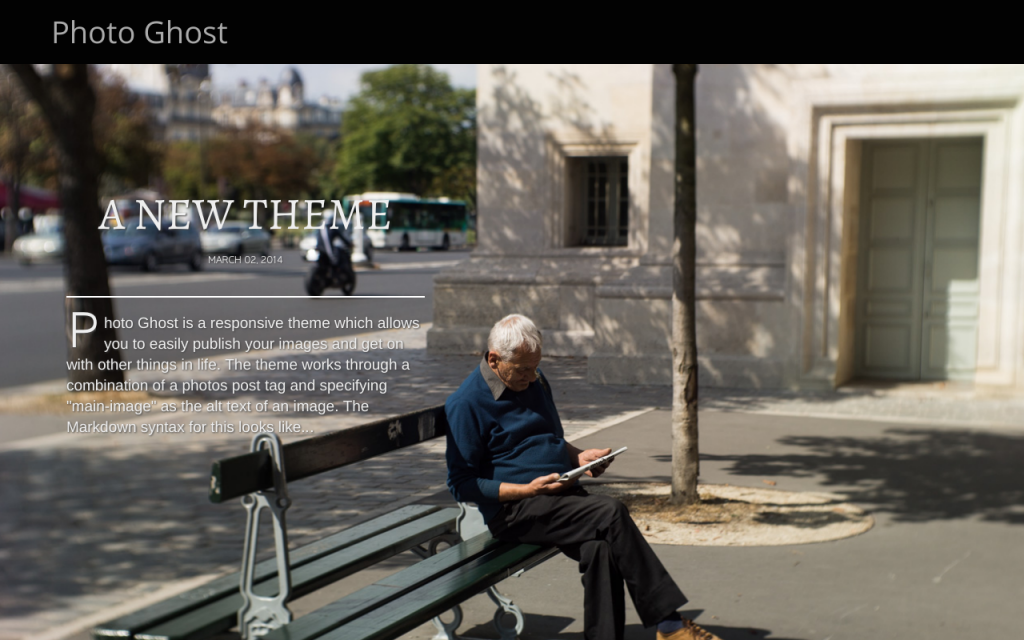 Photo Ghost
A NEW THEME
MARCH 02, 2014
Photo Ghost is a responsive theme which allows
you to easily publish your images and get on
with other things in life. The theme works through a
combination of a photos post tag and specifying
"main-image" as the alt text of an image. The
Markdown syntax for this looks like...